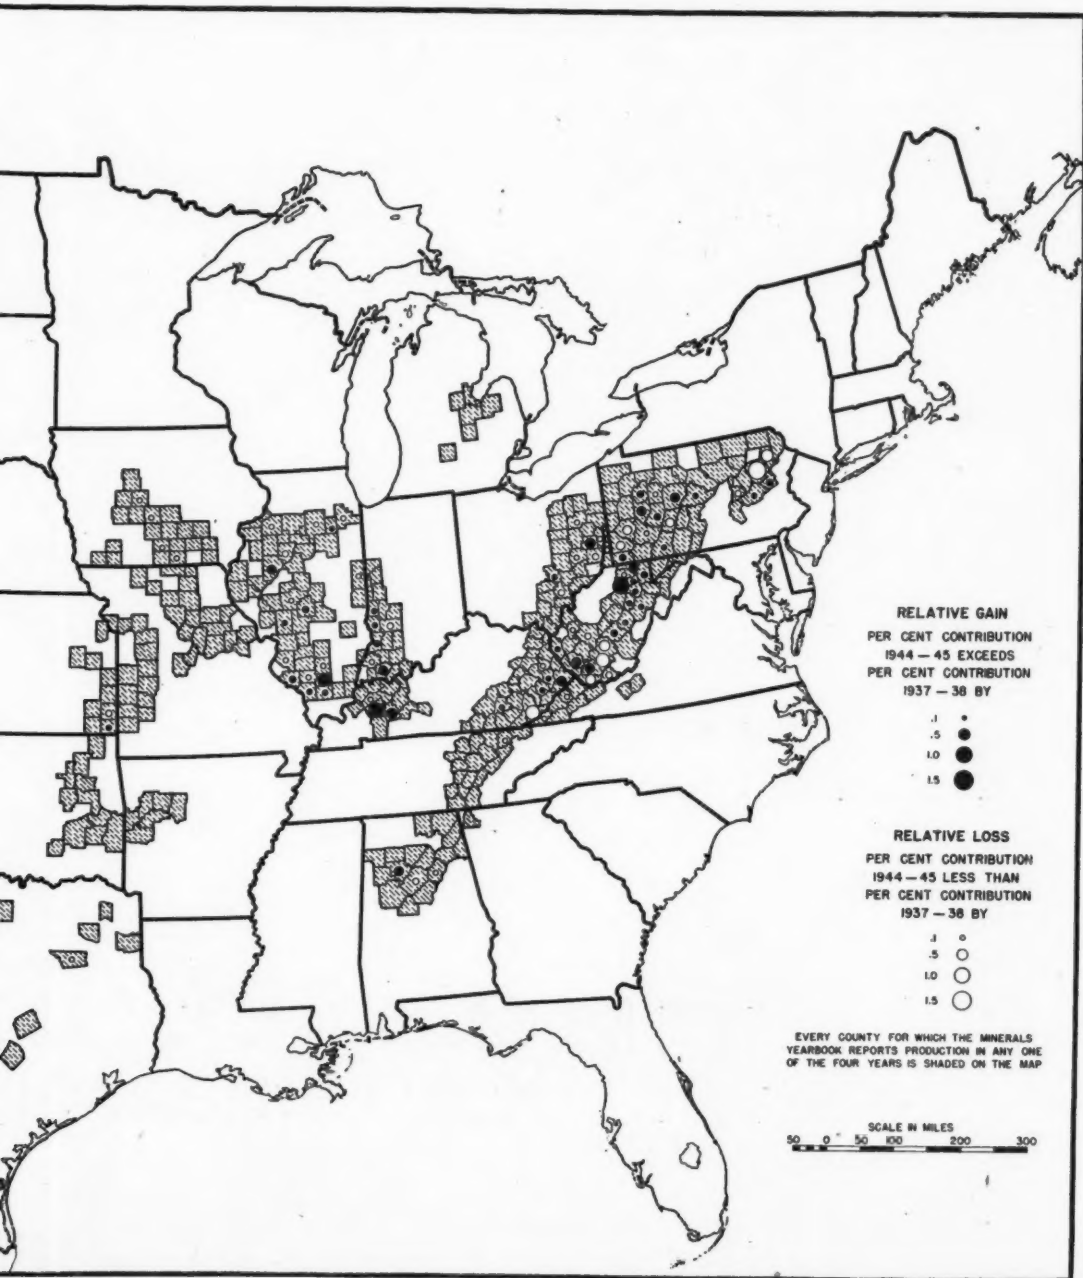 RELATIVE GAIN
PER CENT CONTRIBUTION
1944 — 45 EXCEEDS
PER CENT CONTRIBUTION
1937 — 38 BY
.1
.5
1.0
1.5
RELATIVE LOSS
PER CENT CONTRIBUTION
1944 — 45 LESS THAN
PER CENT CONTRIBUTION
1937 — 38 BY
.1
.5
1.0
1.5
EVERY COUNTY FOR WHICH THE MINERALS
YEARBOOK REPORTS PRODUCTION IN ANY ONE
OF THE FOUR YEARS IS SHADED ON THE MAP
SCALE IN MILES
50 0 50 100 200 300